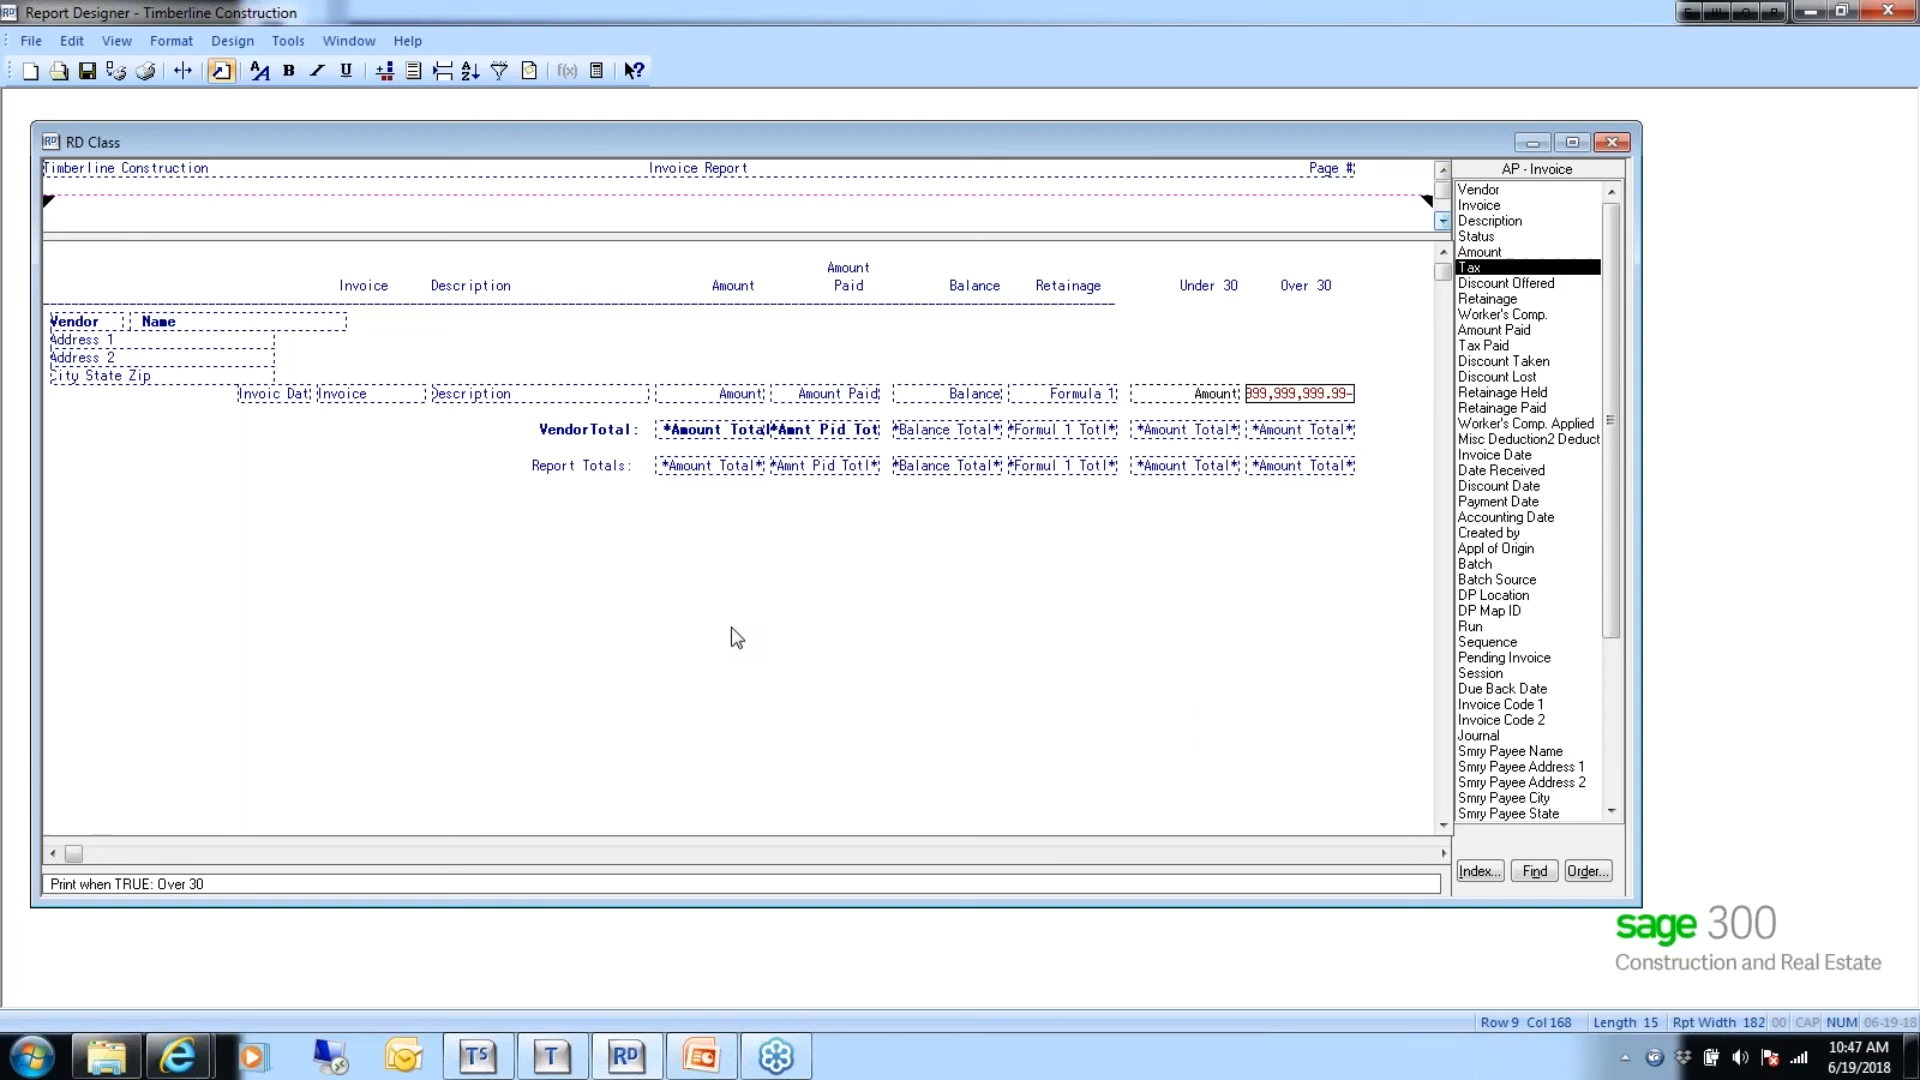 Report Designer - Timberline Construction
File Edit View Format Design Tools Window Help
RD Class
Timberline Construction Invoice Report Page #
Amount
Invoice Description Amount Paid Balance Retainage Under 30 Over 30
Vendor Name
Address 1
Address 2
City State Zip
Invoic Dat Invoice Description Amount Amount Paid Balance Formula 1 Amount 999,999,999.99-
VendorTotal: *Amount Total *Amnt Pid Tot *Balance Total* *Formul 1 Totl* *Amount Total* *Amount Total*
Report Totals: *Amount Total* *Amnt Pid Totl* *Balance Total* *Formul 1 Totl* *Amount Total* *Amount Total*
Print when TRUE: Over 30
AP - Invoice
Vendor
Invoice
Description
Status
Amount
Tax
Discount Offered
Retainage
Worker's Comp.
Amount Paid
Tax Paid
Discount Taken
Discount Lost
Retainage Held
Retainage Paid
Worker's Comp. Applied
Misc Deduction2 Deduct
Invoice Date
Date Received
Discount Date
Payment Date
Accounting Date
Created by
Appl of Origin
Batch
Batch Source
DP Location
DP Map ID
Run
Sequence
Pending Invoice
Session
Due Back Date
Invoice Code 1
Invoice Code 2
Journal
Smry Payee Name
Smry Payee Address 1
Smry Payee Address 2
Smry Payee City
Smry Payee State
Index... Find Order...
sage 300
Construction and Real Estate
Row 9 Col 168 Length 15 Rpt Width 182 00 CAP NUM 06-19-18
TS T RD
10:47 AM
6/19/2018